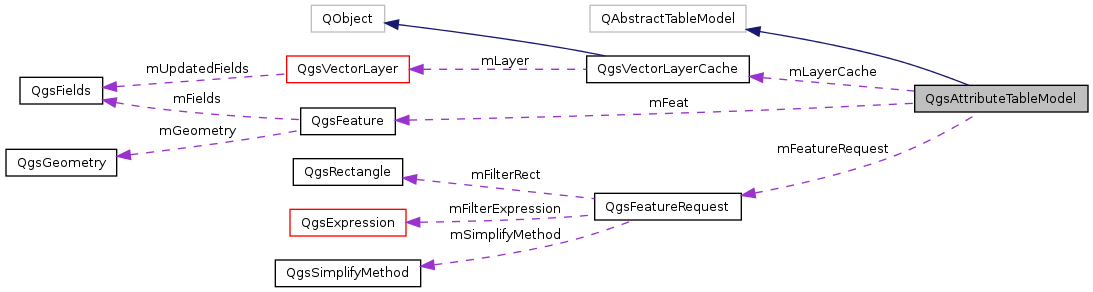 QObject
QAbstractTableModel
mUpdatedFields
QgsVectorLayer
mLayer
QgsVectorLayerCache
mLayerCache
QgsFields
mFields
QgsAttributeTableModel
mFeat
QgsFeature
mGeometry
QgsGeometry
mFeatureRequest
QgsRectangle
mFilterRect
mFilterExpression
QgsFeatureRequest
QgsExpression
mSimplifyMethod
QgsSimplifyMethod